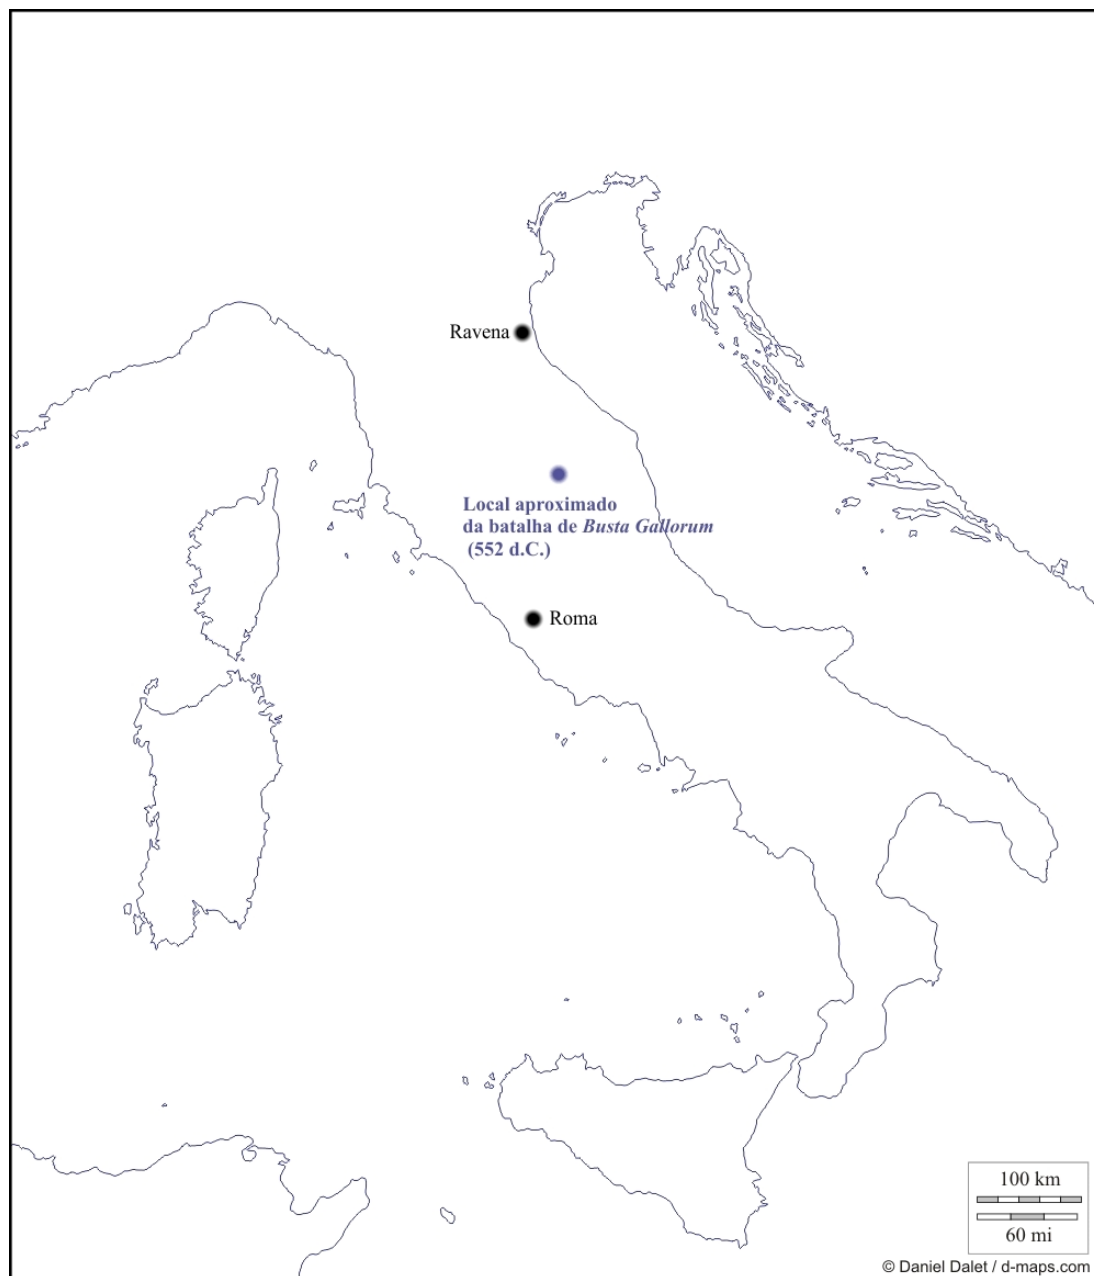 Ravena
Local aproximado
da batalha de Busta Gallorum
(552 d.C.)
Roma
100 km
60 mi
© Daniel Dalet / d-maps.com